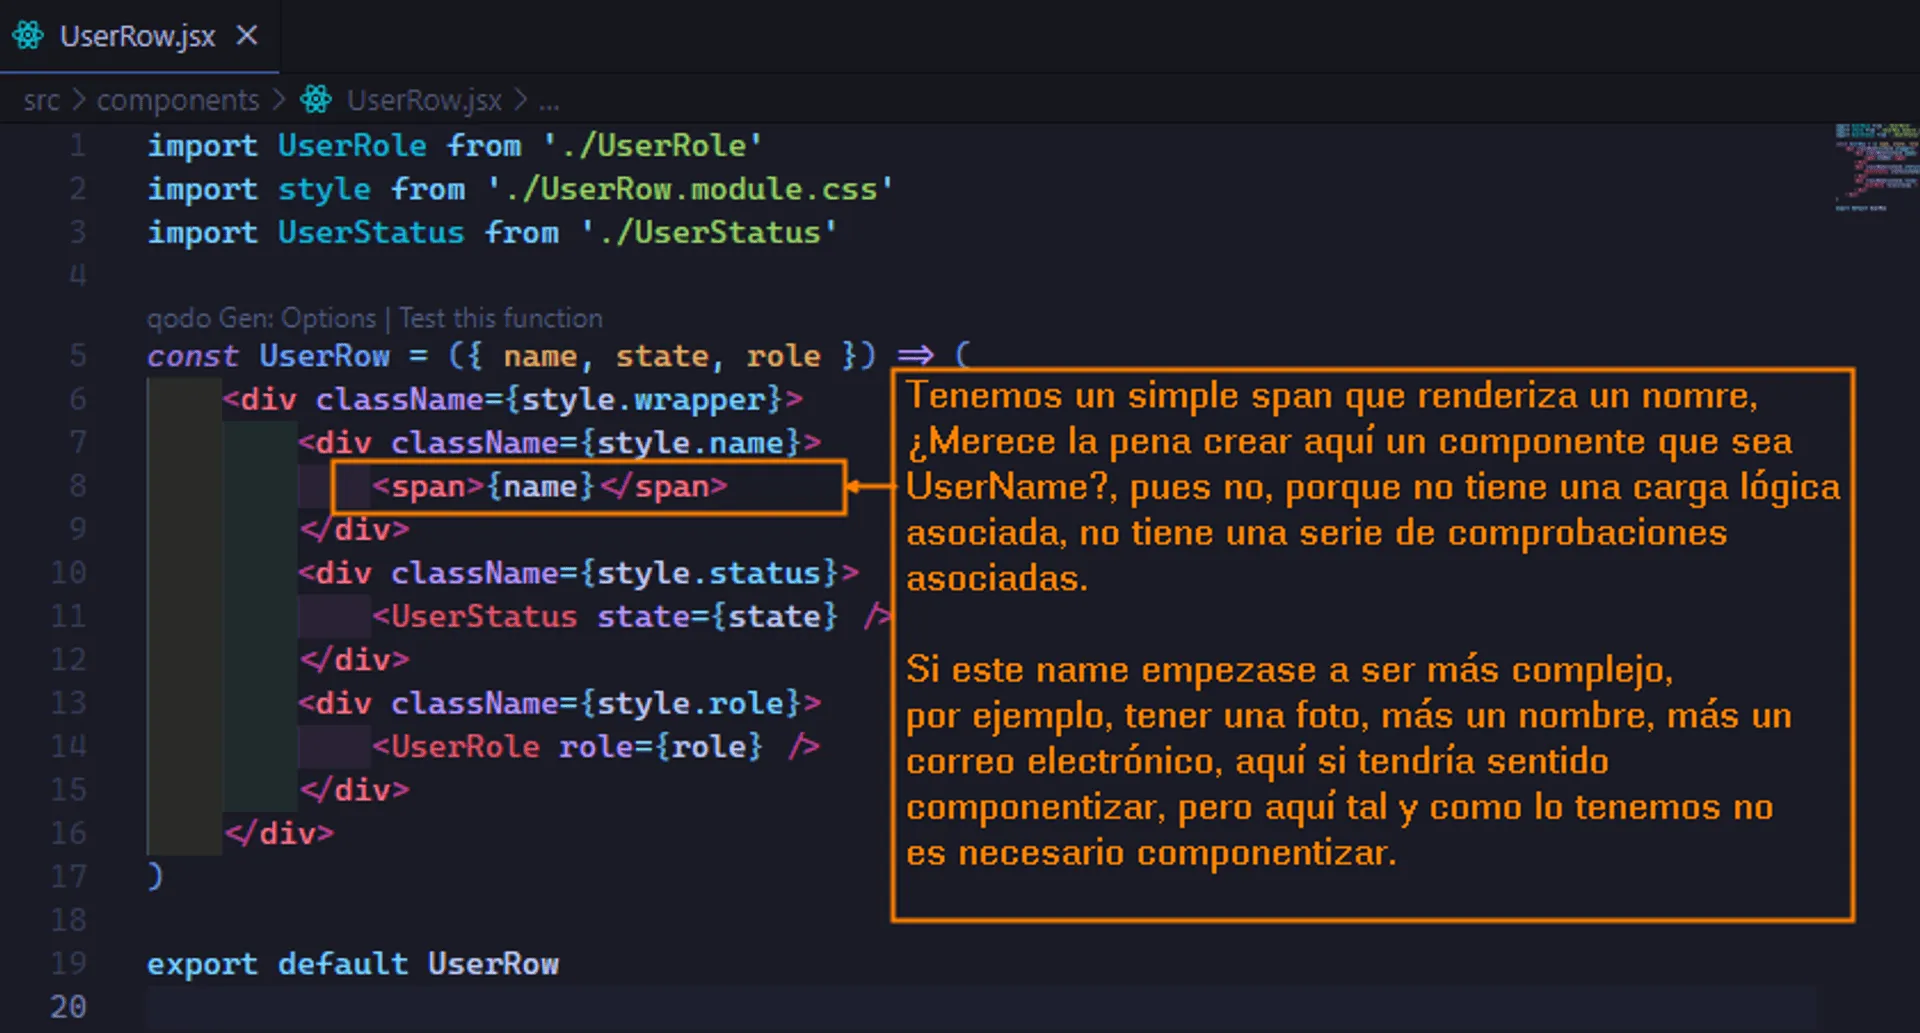 UserRow.jsx
src > components > UserRow.jsx > ...
1 import UserRole from './UserRole'
2 import style from './UserRow.module.css'
3 import UserStatus from './UserStatus'
4
qodo Gen: Options | Test this function
5 const UserRow = ({ name, state, role }) => (
6 <div className={style.wrapper}>
7 <div className={style.name}>
8 <span>{name}</span>
9 </div>
10 <div className={style.status}>
11 <UserStatus state={state} />
12 </div>
13 <div className={style.role}>
14 <UserRole role={role} />
15 </div>
16 </div>
17 )
18
19 export default UserRow
20
Tenemos un simple span que renderiza un nomre,
¿Merece la pena crear aquí un componente que sea
UserName?, pues no, porque no tiene una carga lógica
asociada, no tiene una serie de comprobaciones
asociadas.
Si este name empezase a ser más complejo,
por ejemplo, tener una foto, más un nombre, más un
correo electrónico, aquí si tendría sentido
componentizar, pero aquí tal y como lo tenemos no
es necesario componentizar.